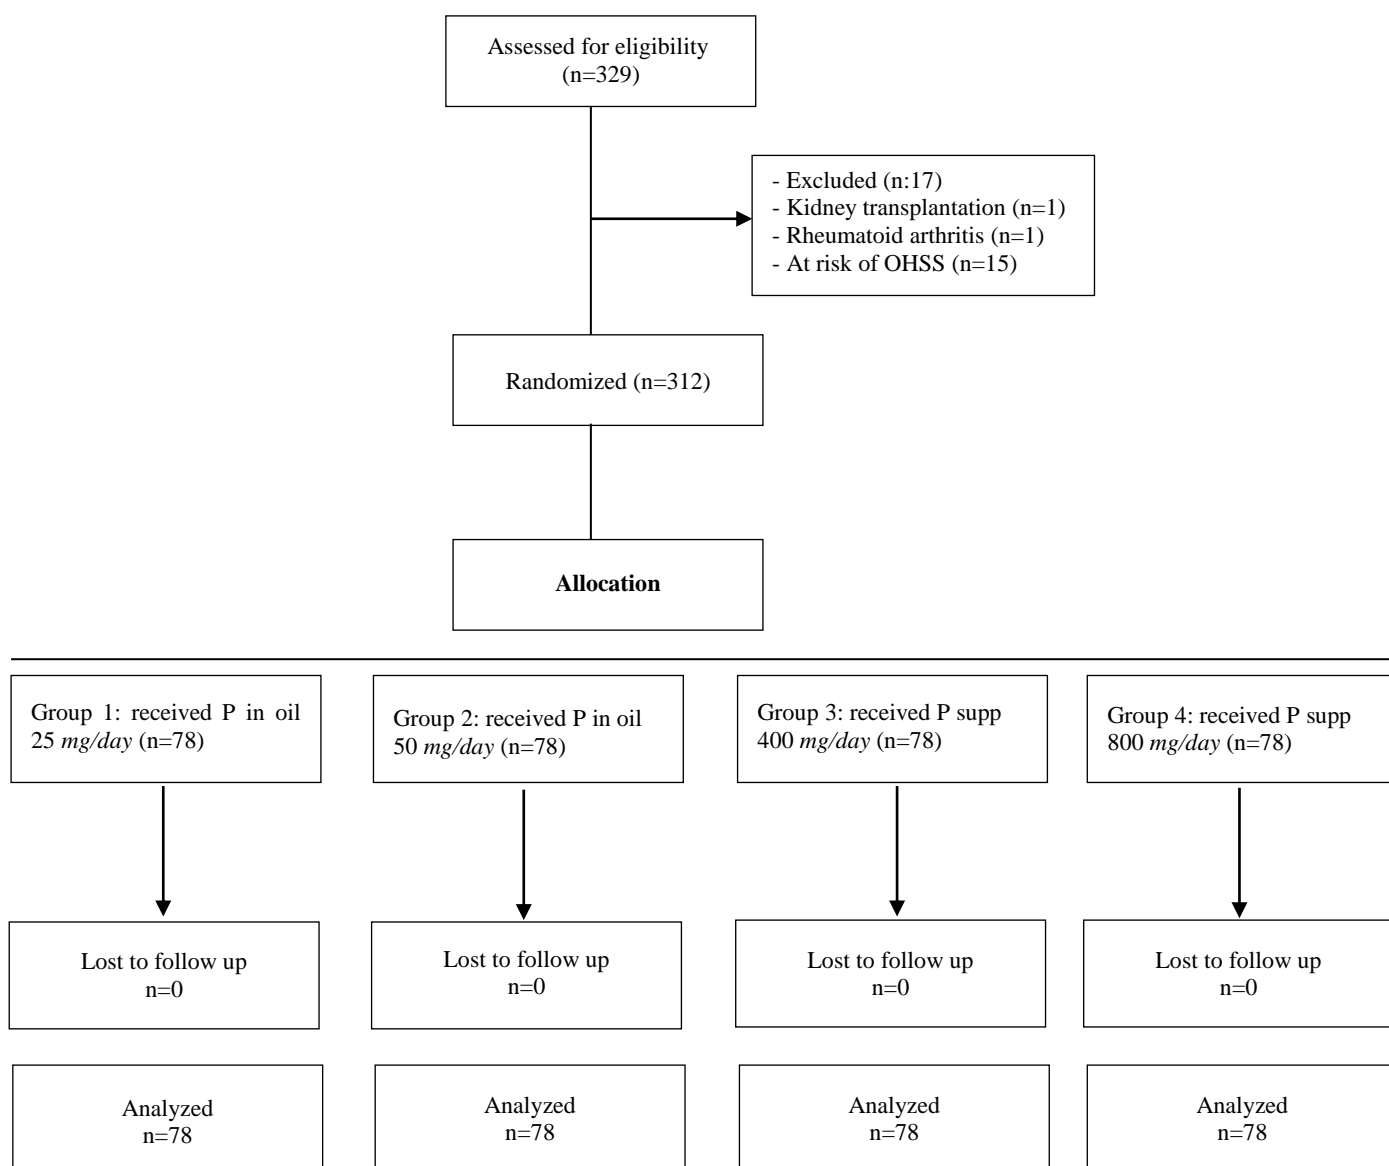 Assessed for eligibility
(n=329)
- Excluded (n:17)
- Kidney transplantation (n=1)
- Rheumatoid arthritis (n=1)
- At risk of OHSS (n=15)
Randomized (n=312)
Allocation
Group 1: received P in oil
25 mg/day (n=78)
Group 2: received P in oil
50 mg/day (n=78)
Group 3: received P supp
400 mg/day (n=78)
Group 4: received P supp
800 mg/day (n=78)
Lost to follow up
n=0
Lost to follow up
n=0
Lost to follow up
n=0
Lost to follow up
n=0
Analyzed
n=78
Analyzed
n=78
Analyzed
n=78
Analyzed
n=78